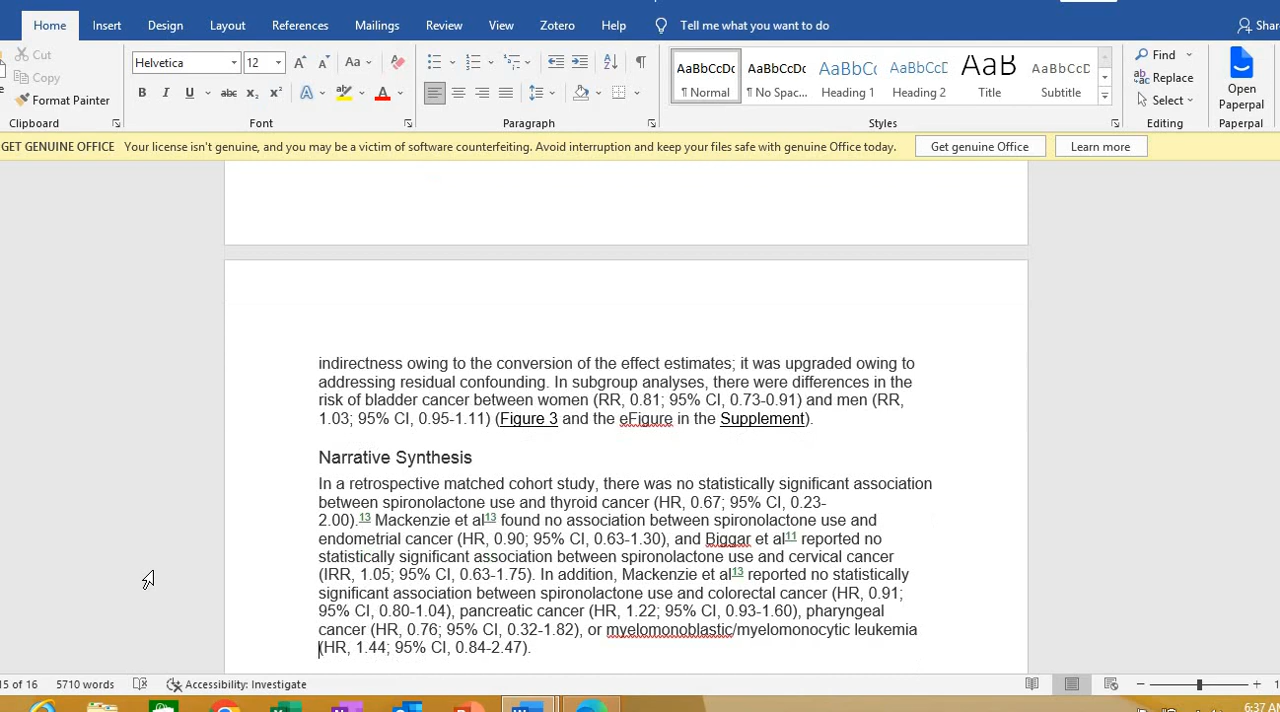 Home Insert Design Layout References Mailings Review View Zotero Help Tell me what you want to do
Cut
Copy
Format Painter
Clipboard
Helvetica 12
Font
Paragraph
AaBbCcDc AaBbCcDc AaBbCc AaBbCcD AaB AaBbCcD
¶ Normal ¶ No Spac... Heading 1 Heading 2 Title Subtitle
Styles
Find
Replace
Select
Editing
Open
Paperpal
Paperpal
GET GENUINE OFFICE Your license isn't genuine, and you may be a victim of software counterfeiting. Avoid interruption and keep your files safe with genuine Office today. Get genuine Office Learn more
indirectness owing to the conversion of the effect estimates; it was upgraded owing to
addressing residual confounding. In subgroup analyses, there were differences in the
risk of bladder cancer between women (RR, 0.81; 95% CI, 0.73-0.91) and men (RR,
1.03; 95% CI, 0.95-1.11) (Figure 3 and the eFigure in the Supplement).
Narrative Synthesis
In a retrospective matched cohort study, there was no statistically significant association
between spironolactone use and thyroid cancer (HR, 0.67; 95% CI, 0.23-
2.00).13 Mackenzie et al13 found no association between spironolactone use and
endometrial cancer (HR, 0.90; 95% CI, 0.63-1.30), and Biggar et al11 reported no
statistically significant association between spironolactone use and cervical cancer
(IRR, 1.05; 95% CI, 0.63-1.75). In addition, Mackenzie et al13 reported no statistically
significant association between spironolactone use and colorectal cancer (HR, 0.91;
95% CI, 0.80-1.04), pancreatic cancer (HR, 1.22; 95% CI, 0.93-1.60), pharyngeal
cancer (HR, 0.76; 95% CI, 0.32-1.82), or myelomonoblastic/myelomonocytic leukemia
(HR, 1.44; 95% CI, 0.84-2.47).
15 of 16 5710 words Accessibility: Investigate
6:37 AM